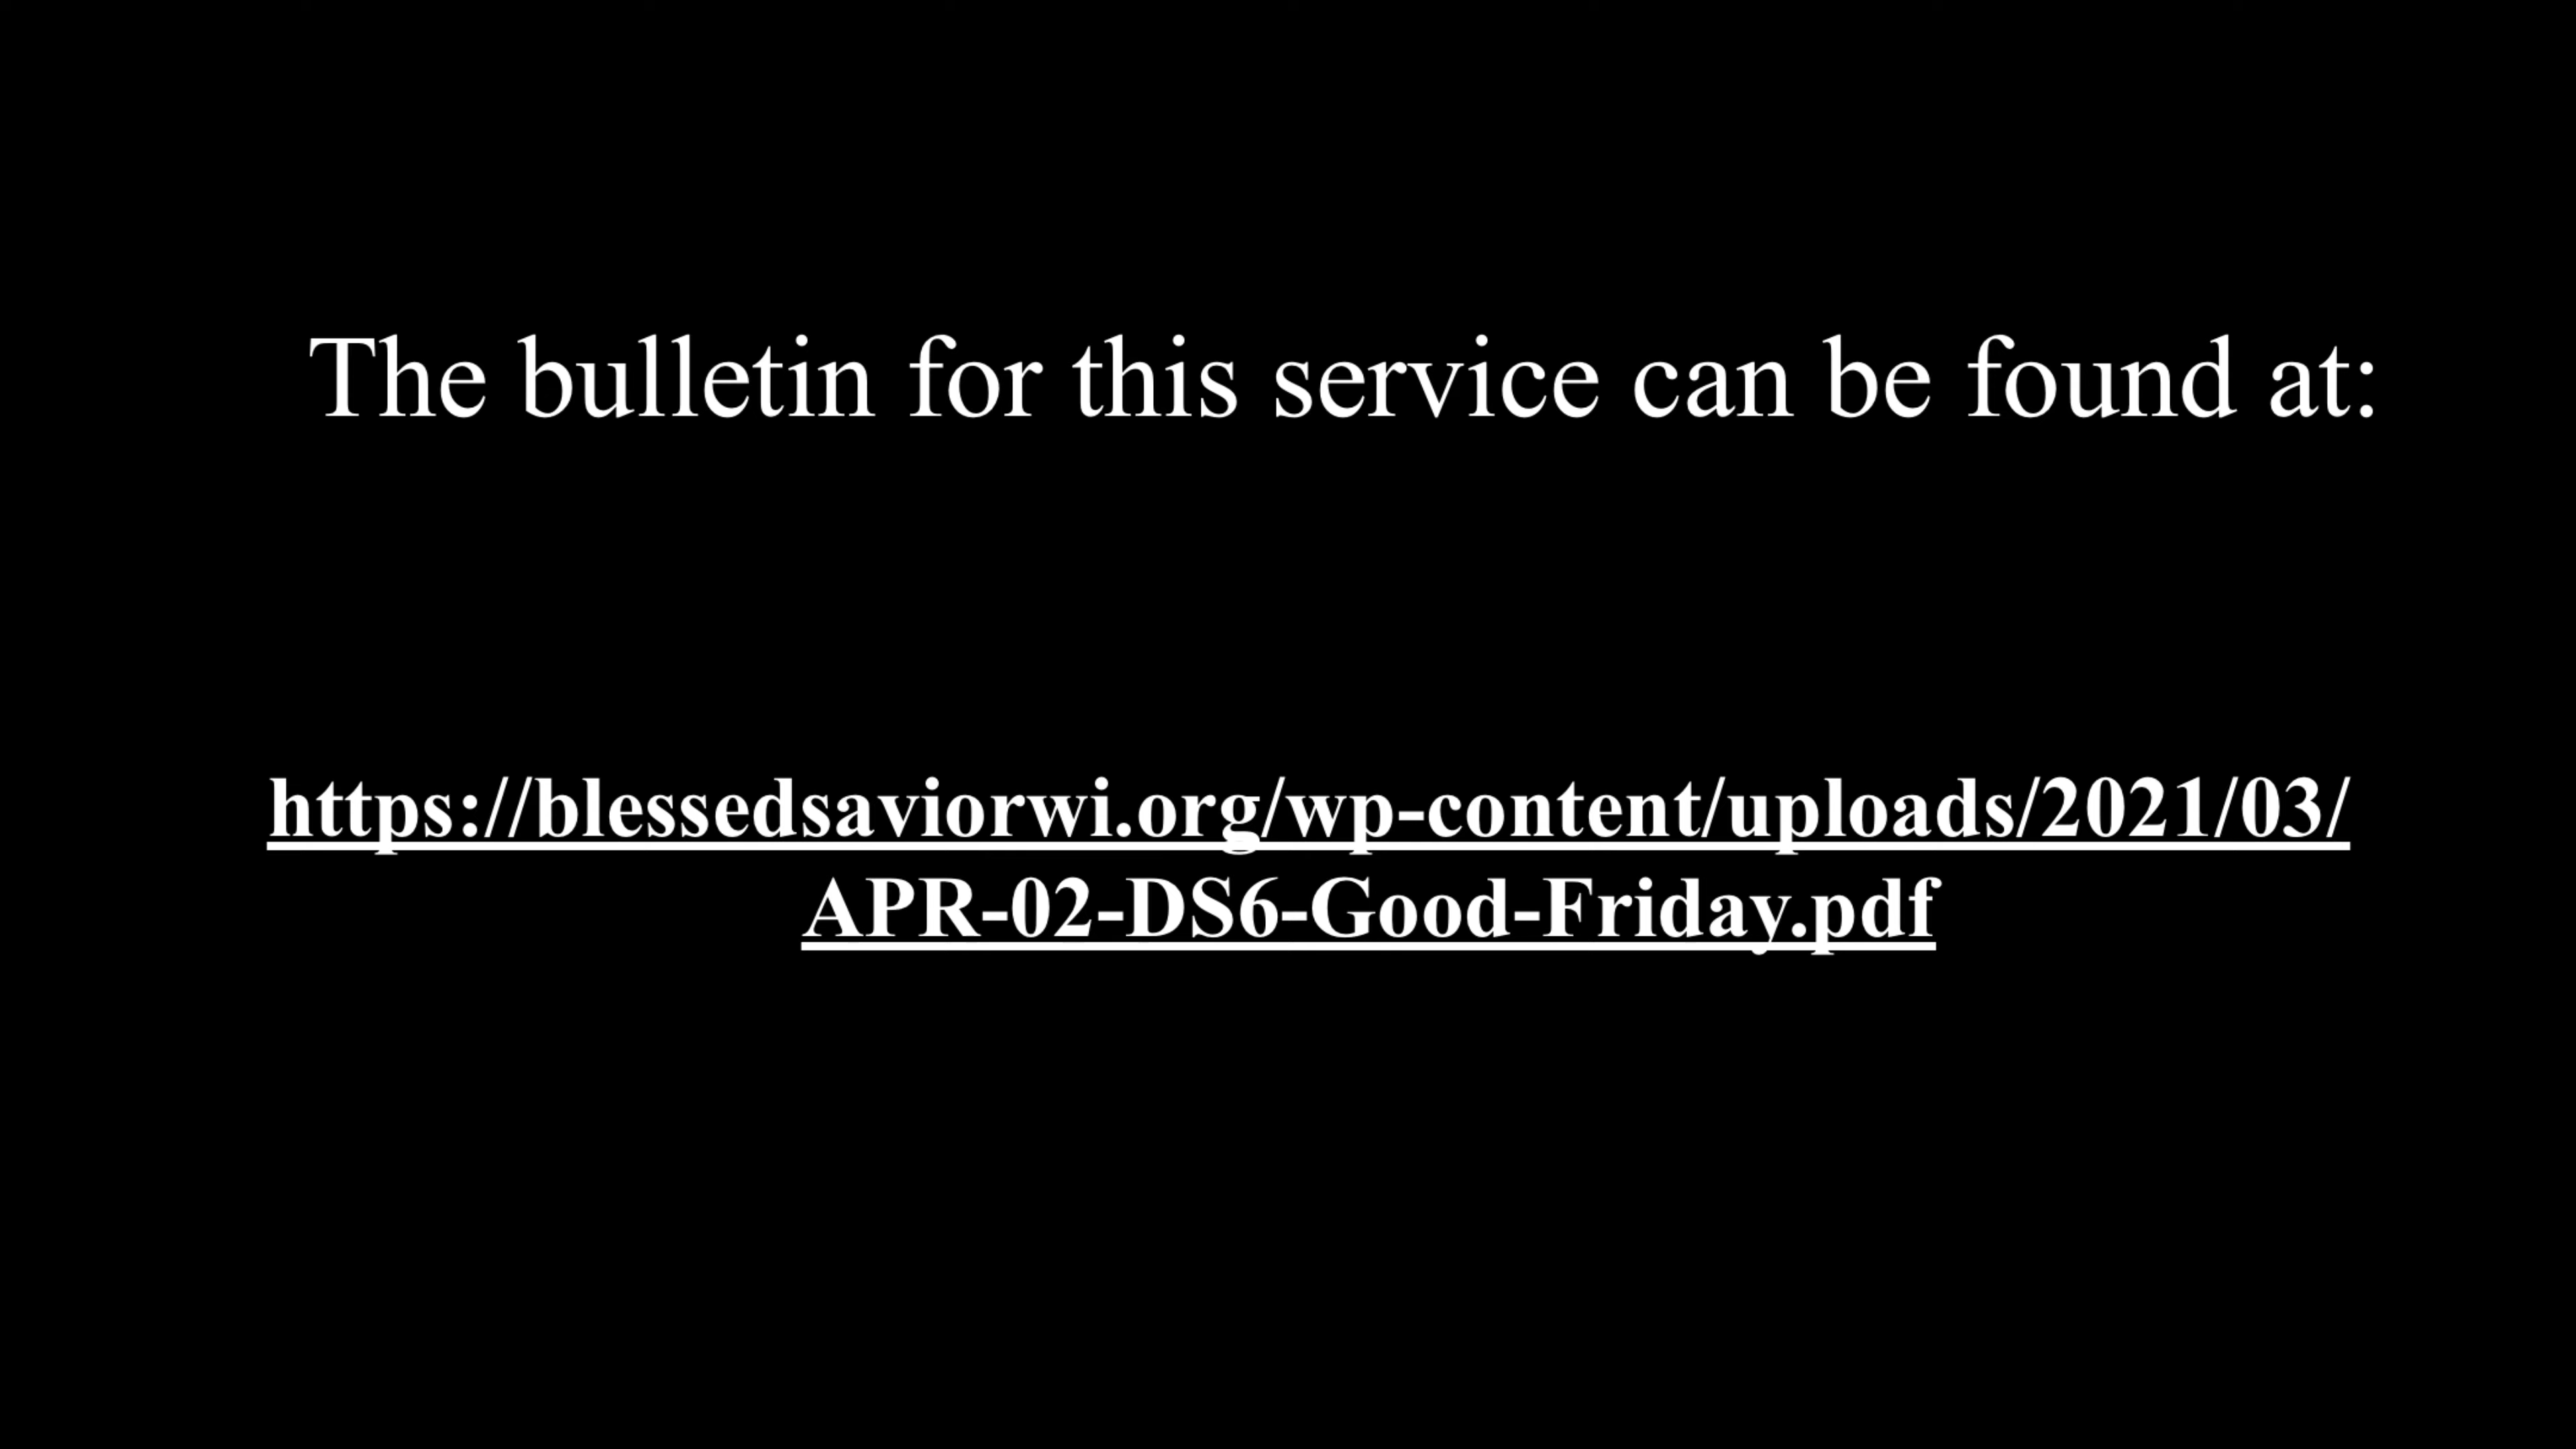 The bulletin for this service can be found at:
https://blessedsaviorwi.org/wp-content/uploads/2021/03/
APR-02-DS6-Good-Friday.pdf